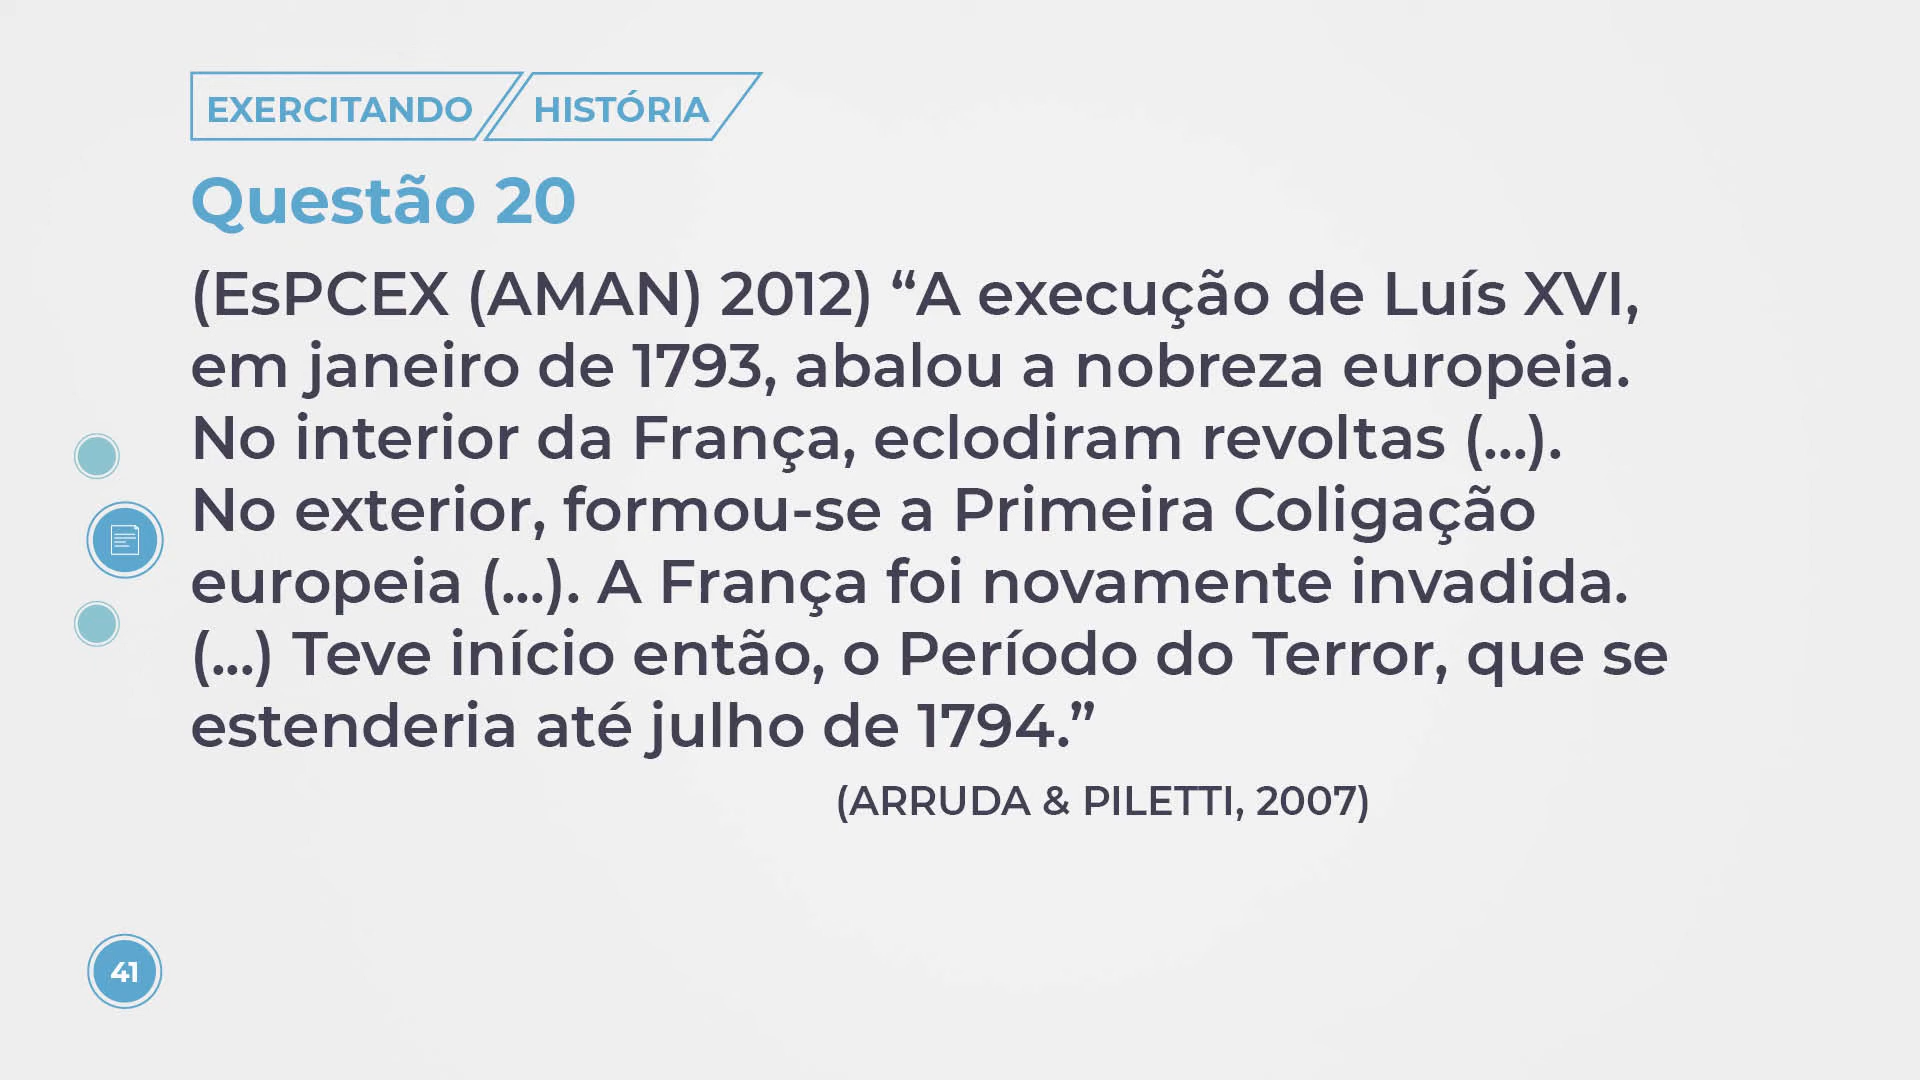 EXERCITANDO HISTÓRIA
Questão 20
(EsPCEX (AMAN) 2012) “A execução de Luís XVI,
em janeiro de 1793, abalou a nobreza europeia.
No interior da França, eclodiram revoltas (...).
No exterior, formou-se a Primeira Coligação
europeia (...). A França foi novamente invadida.
(...) Teve início então, o Período do Terror, que se
estenderia até julho de 1794.”
(ARRUDA & PILETTI, 2007)
41